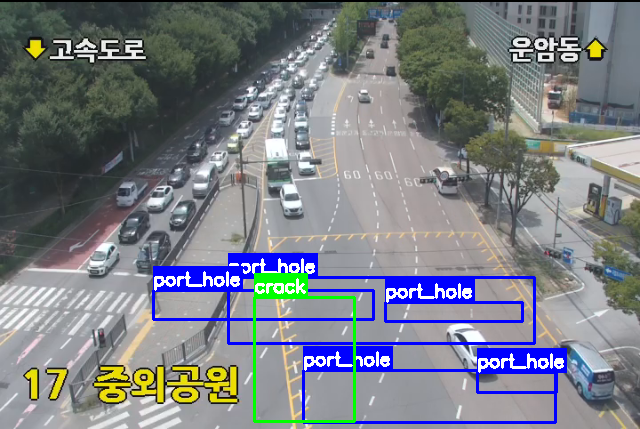 고속도로
운암동
60 60 60
port_hole
port_hole
crack
port_hole
port_hole
port_hole
17 중외공원